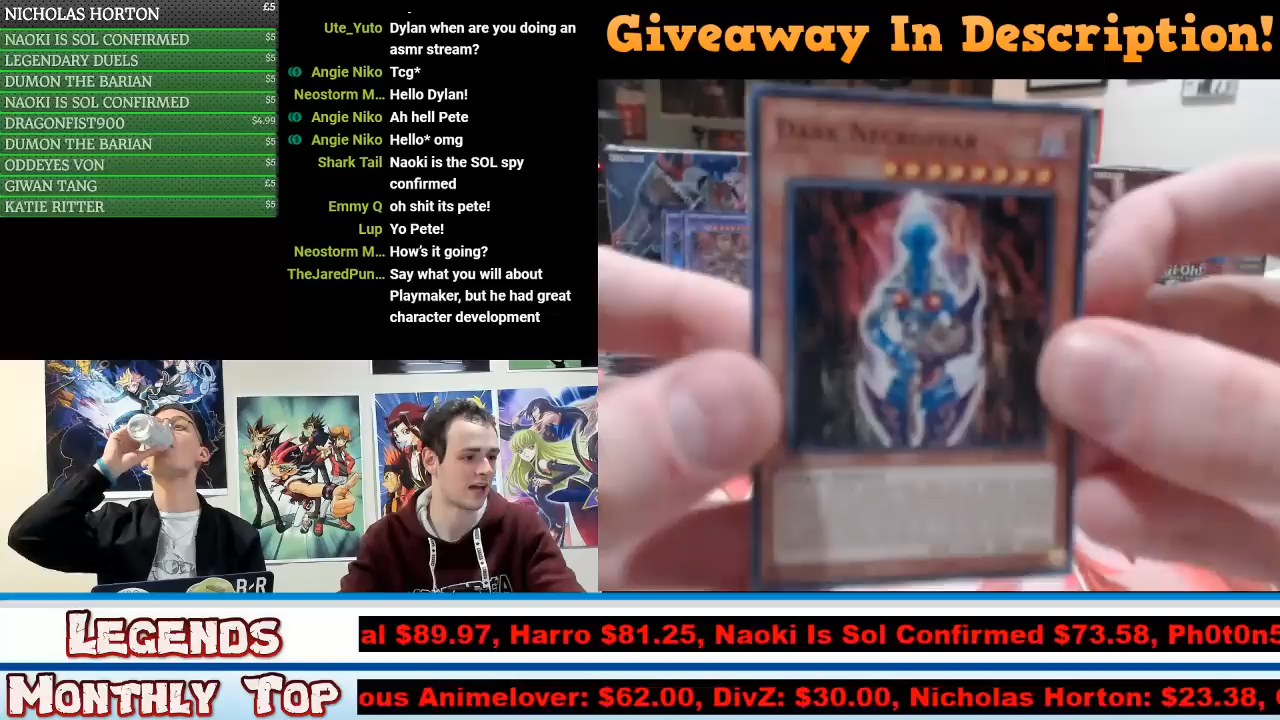 NICHOLAS HORTON £5
NAOKI IS SOL CONFIRMED $5
LEGENDARY DUELS $5
DUMON THE BARIAN $5
NAOKI IS SOL CONFIRMED $5
DRAGONFIST900 $4.99
DUMON THE BARIAN $5
ODDEYES VON $5
GIWAN TANG £5
KATIE RITTER $5
Ute_Yuto Dylan when are you doing an
asmr stream?
Angie Niko Tcg*
Neostorm M... Hello Dylan!
Angie Niko Ah hell Pete
Angie Niko Hello* omg
Shark Tail Naoki is the SOL spy
confirmed
Emmy Q oh shit its pete!
Lup Yo Pete!
Neostorm M... How's it going?
TheJaredPun... Say what you will about
Playmaker, but he had great
character development
Giveaway In Description!
Dark Necrofear
B-R
Legends
al $89.97, Harro $81.25, Naoki Is Sol Confirmed $73.58, Ph0t0n5
Monthly Top
ous Animelover: $62.00, DivZ: $30.00, Nicholas Horton: $23.38,